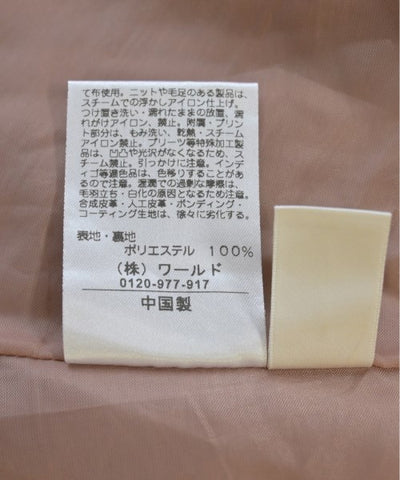 て布使用。ニットや毛足のある製品は、
スチームでの浮かしアイロン仕上げ。
つけ置き洗い・濡れたままの放置、濡
れがけアイロン、禁止。附属・プリン
ト部分は、もみ洗い、乾熱・スチーム
アイロン禁止。プリーツ等特殊加工製
品は、凹凸や光沢がなくなるため、ス
チーム禁止。引っかけに注意。インデ
ィゴ等濃色品は、色移りすることがあ
るので注意。湿潤での過剰な摩擦は、
毛羽立ち・白化の原因となるため注意。
合成皮革・人工皮革・ボンディング・
コーティング生地は、徐々に劣化する。
表地・裏地
ポリエステル 100%
(株)ワールド
0120-977-917
中国製